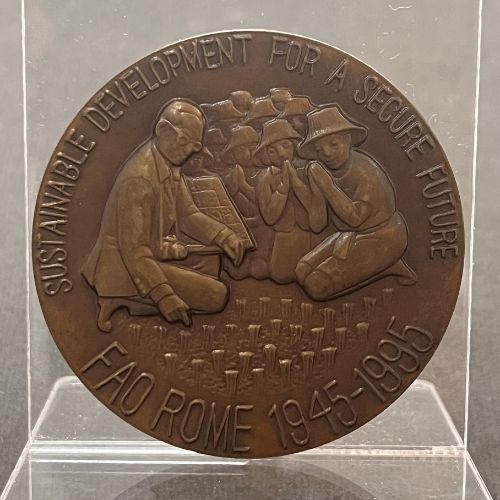 SUSTAINABLE DEVELOPMENT FOR A SECURE FUTURE
FAO ROME 1945-1995